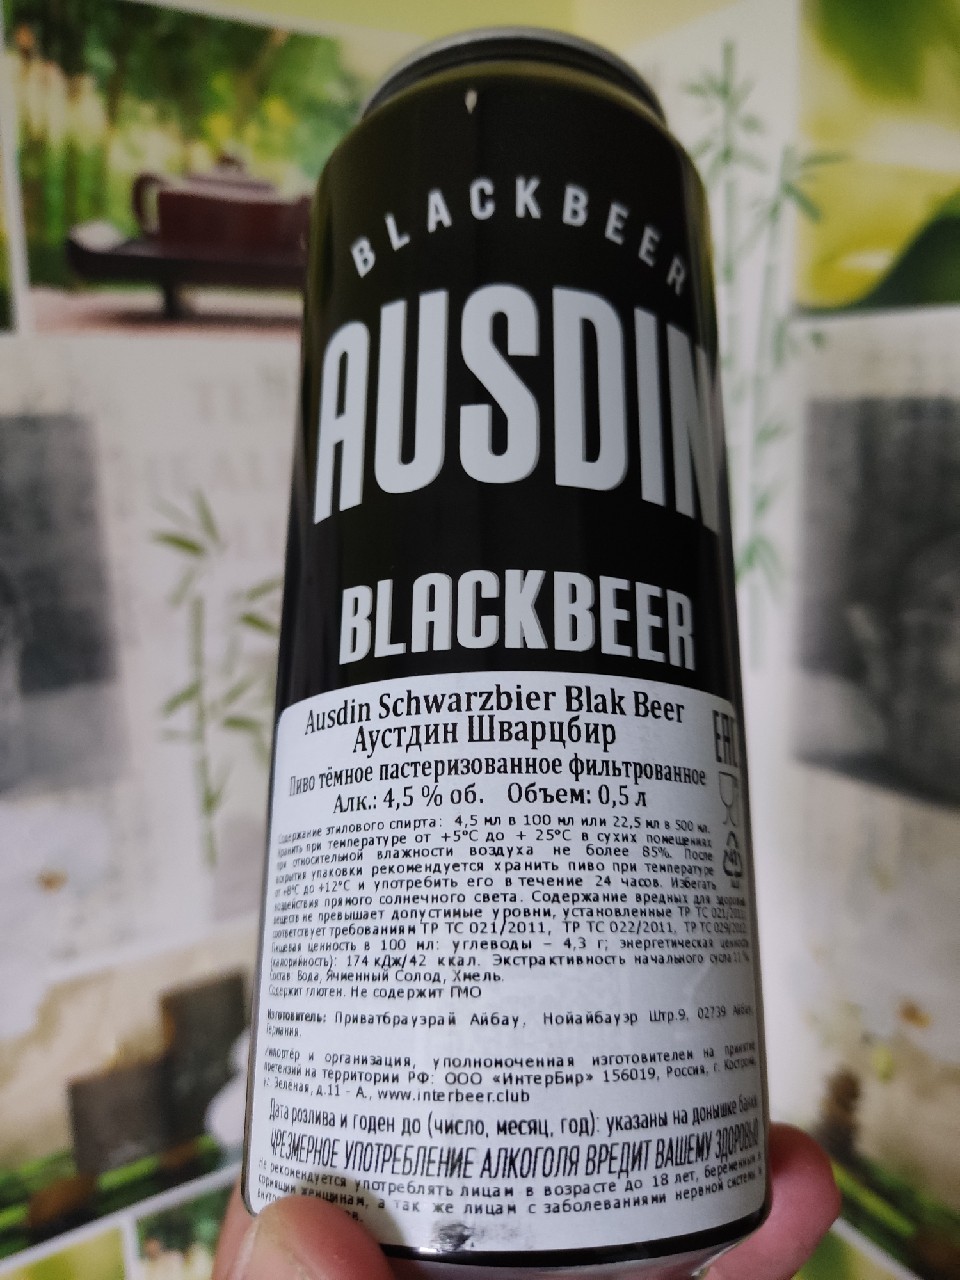 BLACKBEER
AUSDIN
BLACKBEER
Ausdin Schwarzbier Blak Beer
Аустдин Шварцбир
Пиво тёмное пастеризованное фильтрованное
Алк.: 4,5 % об. Объем: 0,5 л
EAC
Содержание этилового спирта: 4,5 мл в 100 мл или 22,5 мл в 500 мл.
Хранить при температуре от +5°C до + 25°C в сухих помещениях
при относительной влажности воздуха не более 85%. После
вскрытия упаковки рекомендуется хранить пиво при температуре
от +8°C до +12°C и употребить его в течение 24 часов. Избегать
воздействия прямого солнечного света. Содержание вредных для здоровья
веществ не превышает допустимые уровни, установленные ТР ТС 021/2011,
соответствует требованиям ТР ТС 021/2011, ТР ТС 022/2011, ТР ТС 029/2012.
Пищевая ценность в 100 мл: углеводы – 4,3 г; энергетическая ценность
(калорийность): 174 кДж/42 ккал. Экстрактивность начального сусла 11 %
Состав Вода, Ячменный Солод, Хмель.
Содержит глютен. Не содержит ГМО
Изготовитель: Приватбрауэрай Айбау, Нойайбауэр Штр.9, 02739 Айбау,
Германия.
Импортёр и организация, уполномоченная изготовителем на принятие
претензий на территории РФ: ООО «ИнтерБир» 156019, Россия, г. Кострома,
Зеленая, д.11 - А., www.interbeer.club
Дата розлива и годен до (число, месяц, год): указаны на донышке банки
ЧРЕЗМЕРНОЕ УПОТРЕБЛЕНИЕ АЛКОГОЛЯ ВРЕДИТ ВАШЕМУ ЗДОРОВЬЮ
Не рекомендуется употреблять лицам в возрасте до 18 лет, беременным и
кормящим женщинам, а так же лицам с заболеваниями нервной системы и